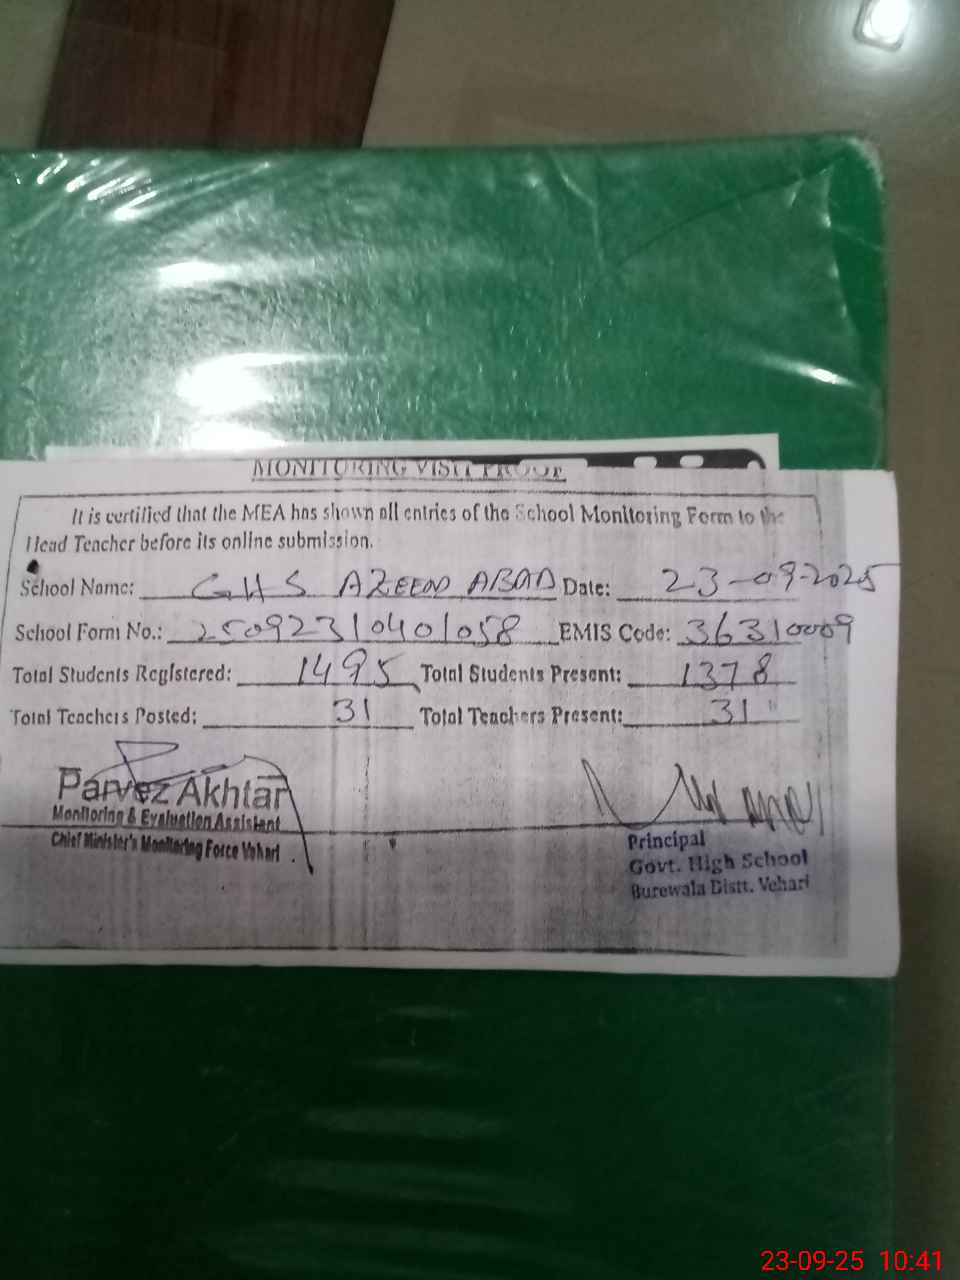 MONITORING VISIT PROOF
It is certified that the MEA has shown all entries of the School Monitoring Form to the
Head Teacher before its online submission.
School Name: GHS AZEEM ABAD Date: 23-09-2025
School Form No.: 25092310401058 EMIS Code: 36310009
Total Students Registered: 1495 Total Students Present: 1378
Total Teachers Posted: 31 Total Teachers Present: 31
Parvez Akhtar
Monitoring & Evaluation Assistant
Chief Minister's Monitoring Force Vehari
Principal
Govt. High School
Burewala Distt. Vehari
23-09-25 10:41